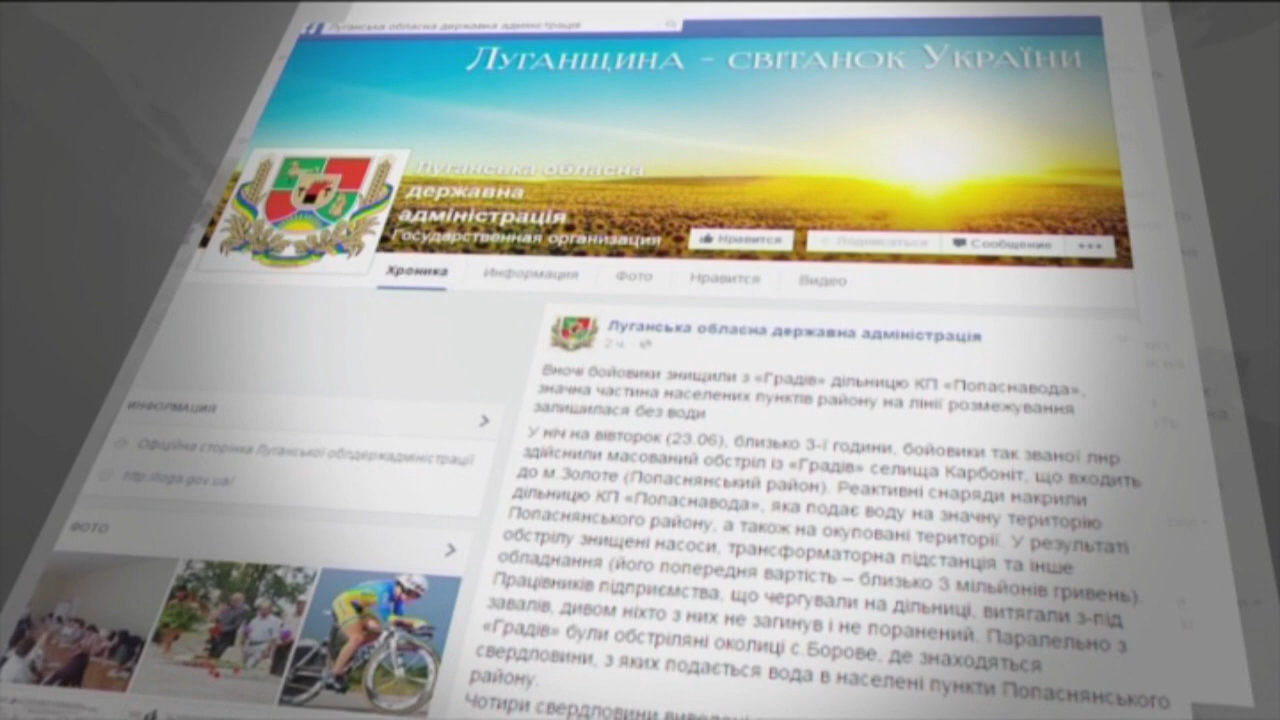 Луганська обласна державна адміністрація
Луганщина - світанок України
Луганська обласна
державна
адміністрація
Государственная организация
Нравится
Подписаться
Сообщение
Хроника
Информация
Фото
Нравится
Видео
Луганська обласна державна адміністрація
2 ч.
Вночі бойовики знищили з «Градів» дільницю КП «Попаснавода»,
значна частина населених пунктів району на лінії розмежування
залишилася без води
У ніч на вівторок (23.06), близько 3-ї години, бойовики так званої лнр
здійснили масований обстріл із «Градів» селища Карбоніт, що входить
до м.Золоте (Попаснянський район). Реактивні снаряди накрили
дільницю КП «Попаснавода», яка подає воду на значну територію
Попаснянського району, а також на окуповані території. У результаті
обстрілу знищені насоси, трансформаторна підстанція та інше
обладнання (його попередня вартість – близько 3 мільйонів гривень).
Працівників підприємства, що чергували на дільниці, витягали з-під
завалів, дивом ніхто з них не загинув і не поранений. Паралельно з
«Градів» були обстріляні околиці с.Борове, де знаходяться
свердловини, з яких подається вода в населені пункти Попаснянського
району.
Чотири свердловини виведені
ИНФОРМАЦИЯ
Офіційна сторінка Луганської облдержадміністрації
http://loga.gov.ua/
ФОТО